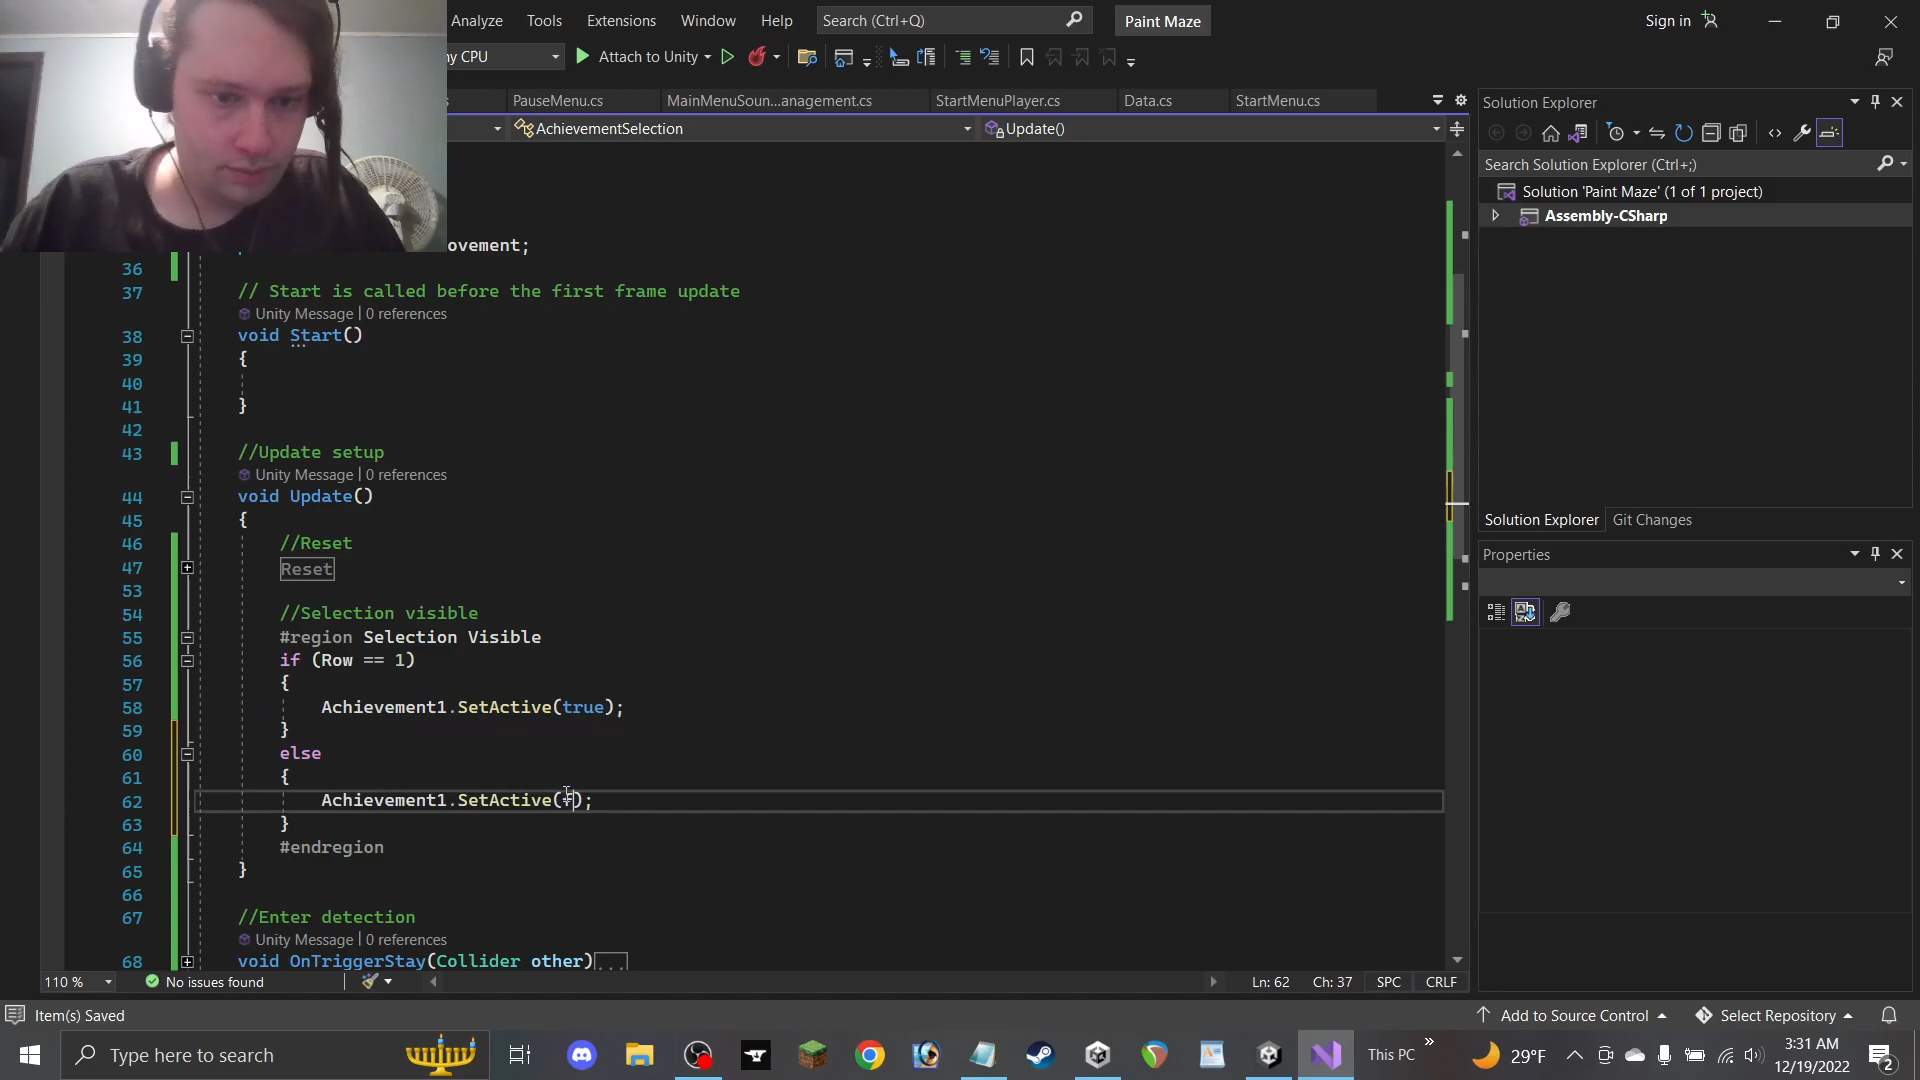 Analyze Tools Extensions Window Help Search (Ctrl+Q) Paint Maze Sign in
ny CPU Attach to Unity
s PauseMenu.cs MainMenuSoun...anagement.cs StartMenuPlayer.cs Data.cs StartMenu.cs
AchievementSelection Update()
ovement;
36
37 // Start is called before the first frame update
Unity Message | 0 references
38 void Start()
39 {
40
41 }
42
43 //Update setup
Unity Message | 0 references
44 void Update()
45 {
46 //Reset
47 Reset
53
54 //Selection visible
55 #region Selection Visible
56 if (Row == 1)
57 {
58 Achievement1.SetActive(true);
59 }
60 else
61 {
62 Achievement1.SetActive(f);
63 }
64 #endregion
65 }
66
67 //Enter detection
Unity Message | 0 references
68 void OnTriggerStay(Collider other)...
110 % No issues found Ln: 62 Ch: 37 SPC CRLF
Solution Explorer
Search Solution Explorer (Ctrl+;)
Solution 'Paint Maze' (1 of 1 project)
Assembly-CSharp
Solution Explorer Git Changes
Properties
Item(s) Saved Add to Source Control Select Repository
Type here to search This PC 29°F 3:31 AM
12/19/2022
2